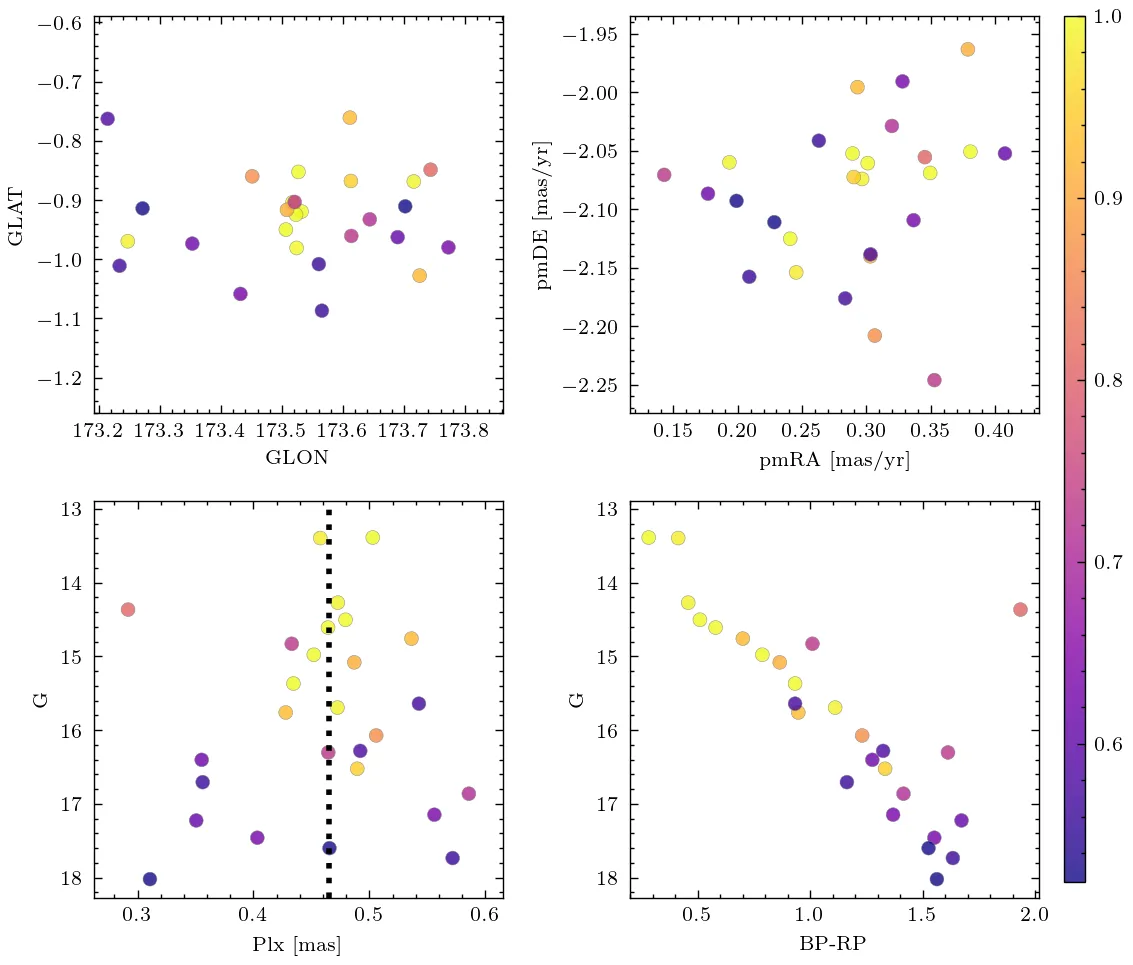 −0.6
−0.7
−0.8
−0.9
−1.0
−1.1
−1.2
GLAT
173.2 173.3 173.4 173.5 173.6 173.7 173.8
GLON
−1.95
−2.00
−2.05
−2.10
−2.15
−2.20
−2.25
pmDE [mas/yr]
0.15 0.20 0.25 0.30 0.35 0.40
pmRA [mas/yr]
1.0
0.9
0.8
0.7
0.6
13
14
15
16
17
18
G
0.3 0.4 0.5 0.6
Plx [mas]
13
14
15
16
17
18
G
0.5 1.0 1.5 2.0
BP-RP